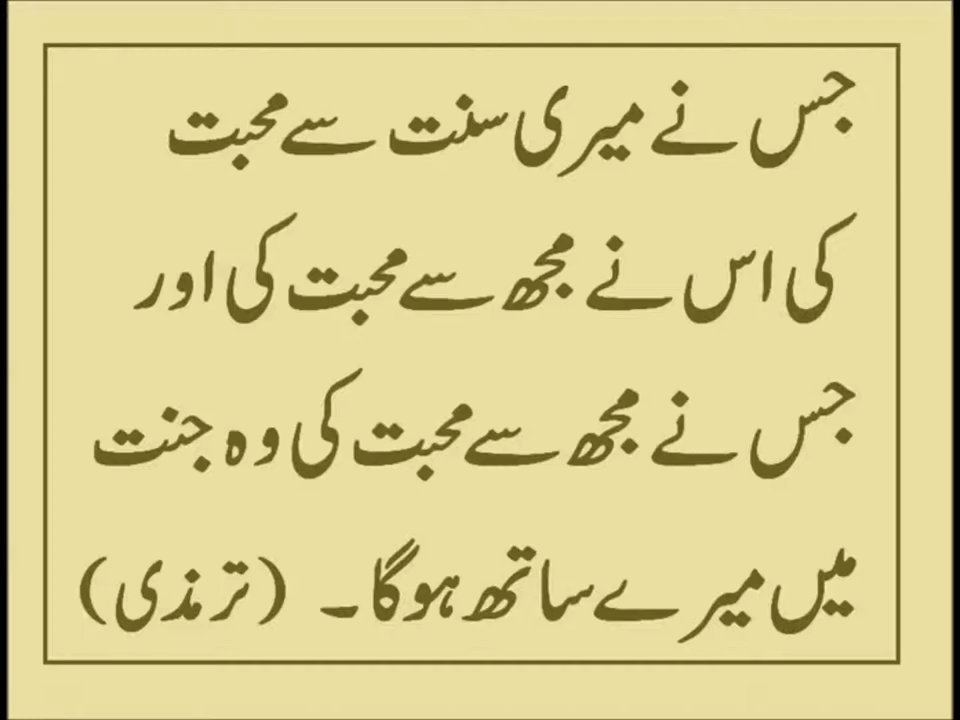 جس نے میری سنت سے محبت
کی اس نے مجھ سے محبت کی اور
جس نے مجھ سے محبت کی وہ جنت
میں میرے ساتھ ہوگا ۔ (ترمذی)